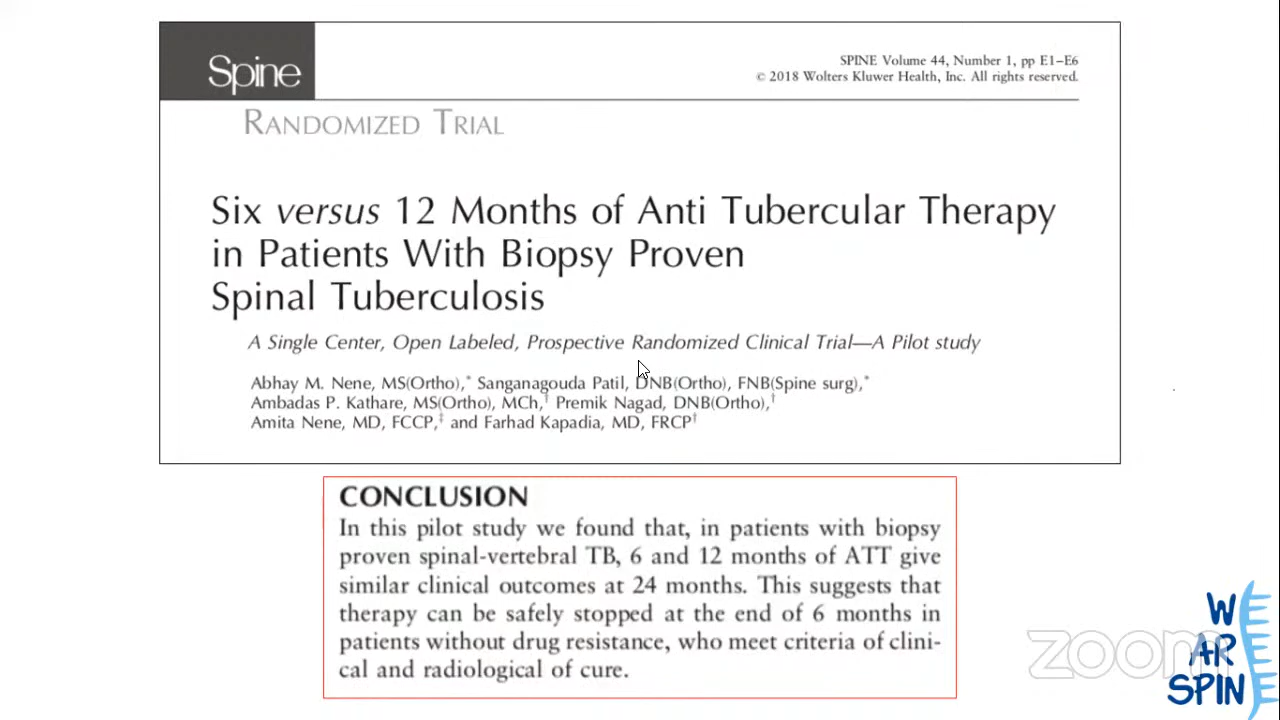 Spine
SPINE Volume 44, Number 1, pp E1–E6
© 2018 Wolters Kluwer Health, Inc. All rights reserved.
RANDOMIZED TRIAL
Six versus 12 Months of Anti Tubercular Therapy
in Patients With Biopsy Proven
Spinal Tuberculosis
A Single Center, Open Labeled, Prospective Randomized Clinical Trial—A Pilot study
Abhay M. Nene, MS(Ortho),* Sanganagouda Patil, DNB(Ortho), FNB(Spine surg),*
Ambadas P. Kathare, MS(Ortho), MCh,† Premik Nagad, DNB(Ortho),†
Amita Nene, MD, FCCP,‡ and Farhad Kapadia, MD, FRCP†
CONCLUSION
In this pilot study we found that, in patients with biopsy
proven spinal-vertebral TB, 6 and 12 months of ATT give
similar clinical outcomes at 24 months. This suggests that
therapy can be safely stopped at the end of 6 months in
patients without drug resistance, who meet criteria of clini-
cal and radiological of cure.
zoom
W
AR
SPIN